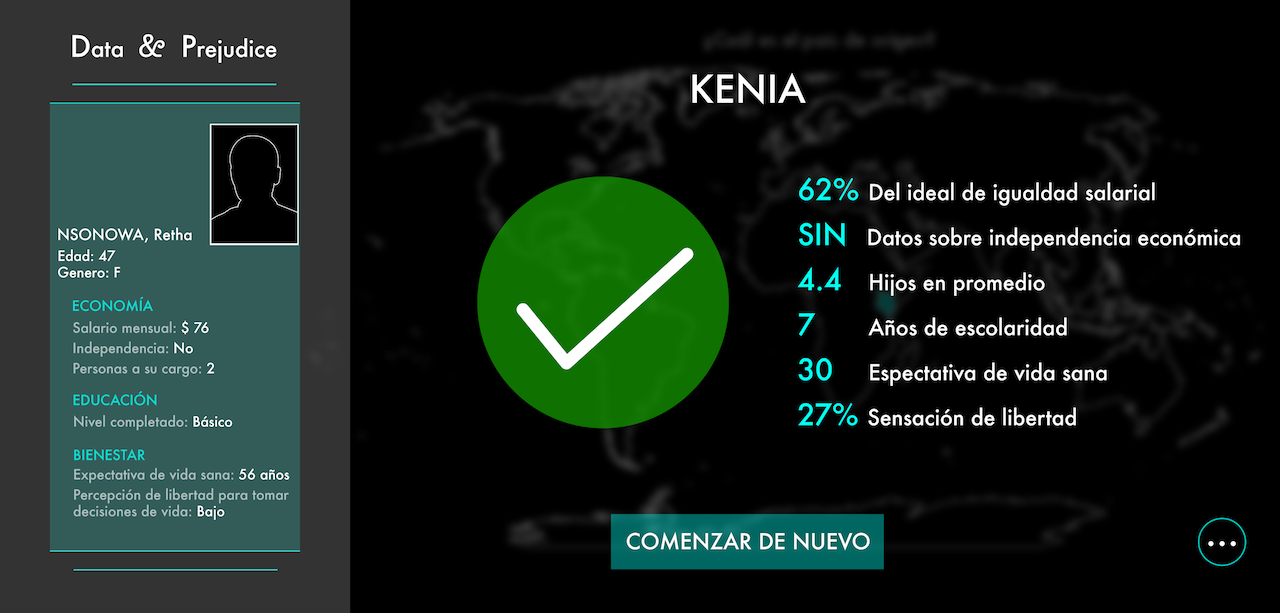 Data & Prejudice
NSONOWA, Retha
Edad: 47
Genero: F
ECONOMÍA
Salario mensual: $ 76
Independencia: No
Personas a su cargo: 2
EDUCACIÓN
Nivel completado: Básico
BIENESTAR
Expectativa de vida sana: 56 años
Percepción de libertad para tomar
decisiones de vida: Bajo
¿Cuál es el país de origen?
KENIA
62% Del ideal de igualdad salarial
SIN Datos sobre independencia económica
4.4 Hijos en promedio
7 Años de escolaridad
30 Espectativa de vida sana
27% Sensación de libertad
COMENZAR DE NUEVO